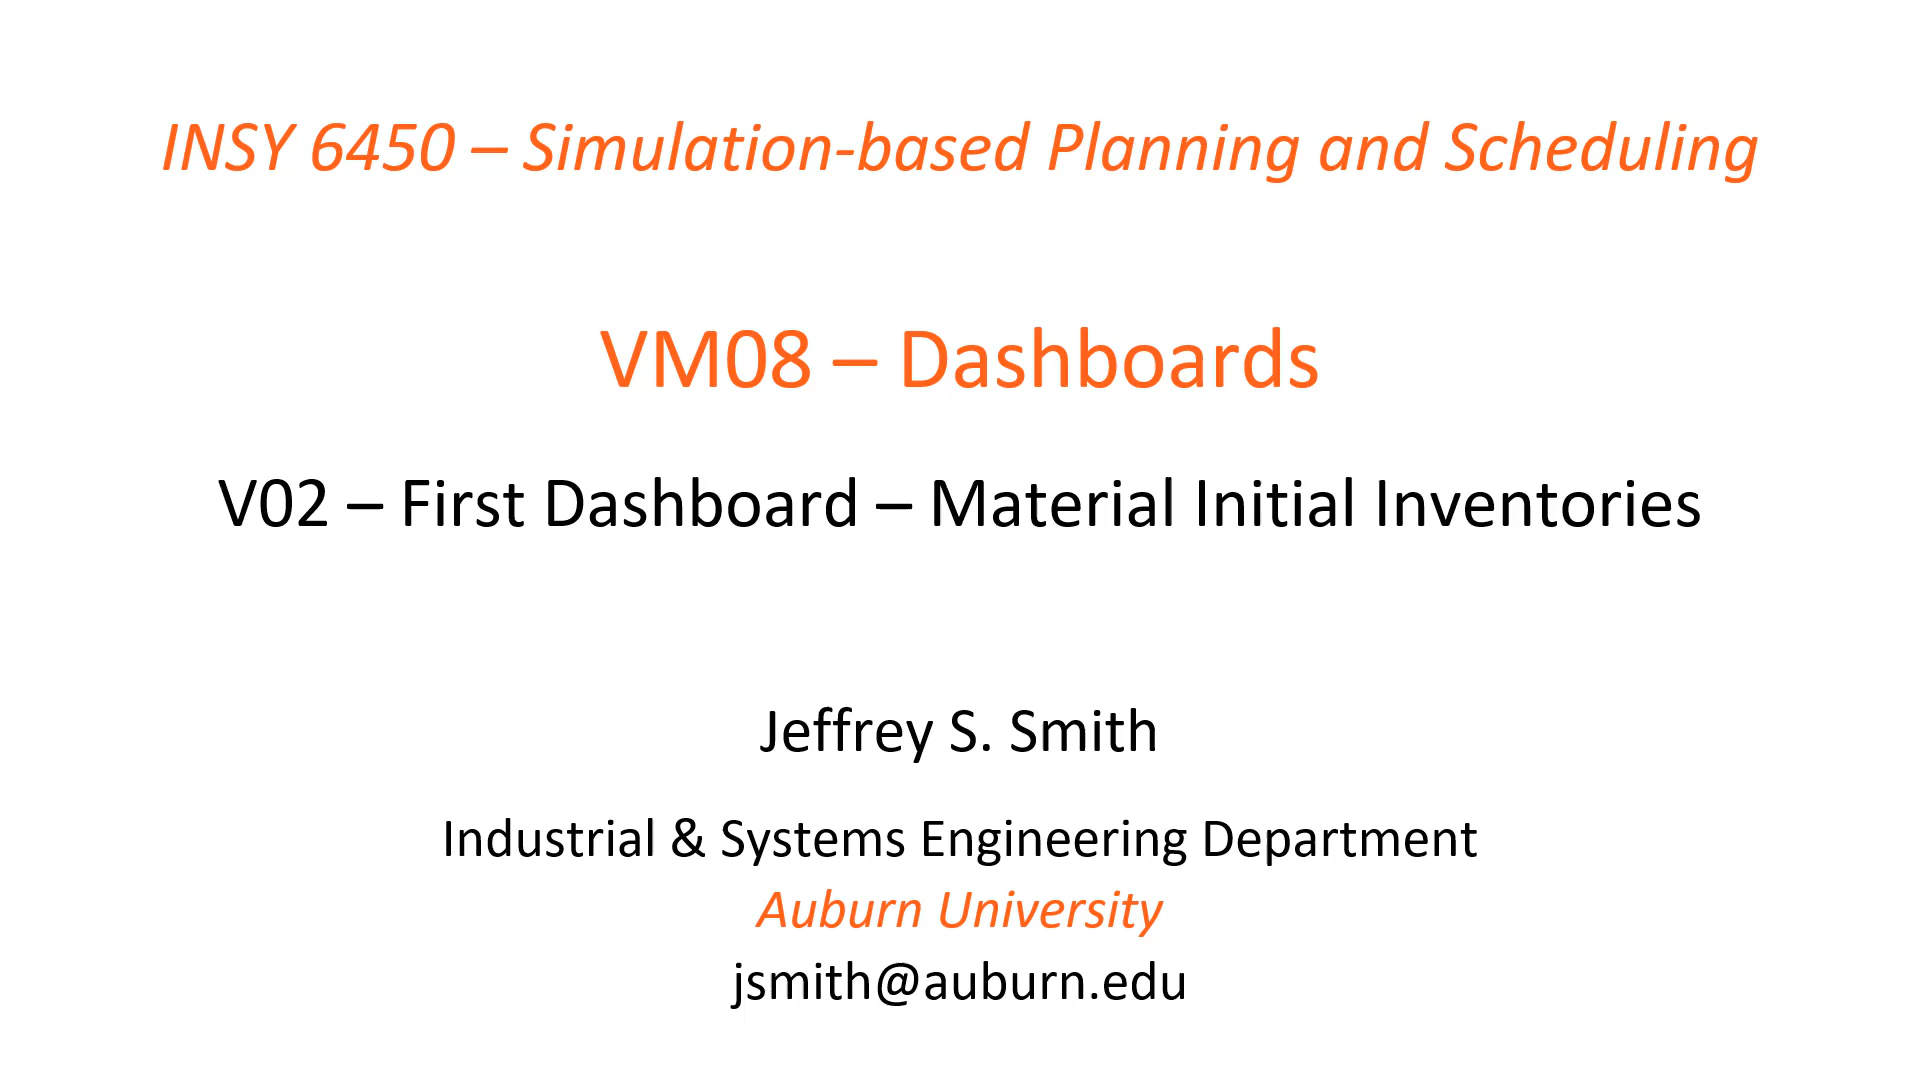 INSY 6450 – Simulation-based Planning and Scheduling
VM08 – Dashboards
V02 – First Dashboard – Material Initial Inventories
Jeffrey S. Smith
Industrial & Systems Engineering Department
Auburn University
jsmith@auburn.edu